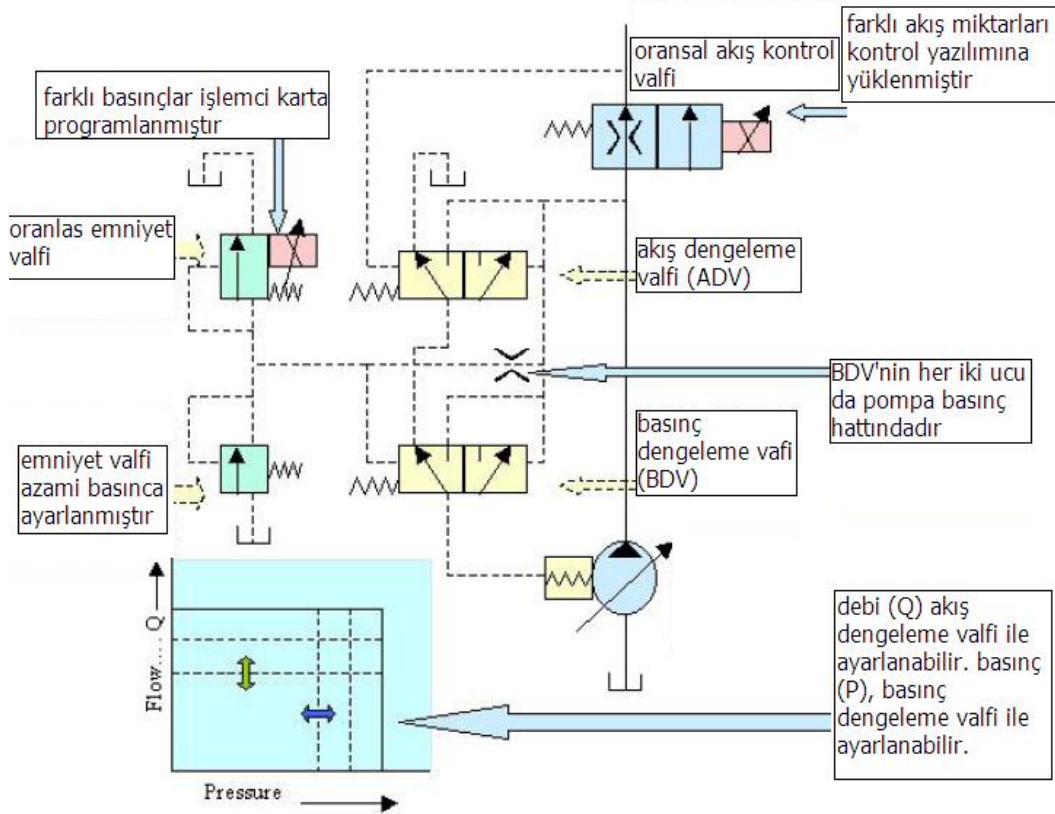 oransal akış kontrol
valfi
farklı akış miktarları
kontrol yazılımına
yüklenmiştir
farklı basınçlar işlemci karta
programlanmıştır
oranlas emniyet
valfi
akış dengeleme
valfi (ADV)
BDV'nin her iki ucu
da pompa basınç
hattındadır
basınç
dengeleme vafi
(BDV)
emniyet valfi
azami basınca
ayarlanmıştır
debi (Q) akış
dengeleme valfi ile
ayarlanabilir. basınç
(P), basınç
dengeleme valfi ile
ayarlanabilir.
Flow.... Q
Pressure